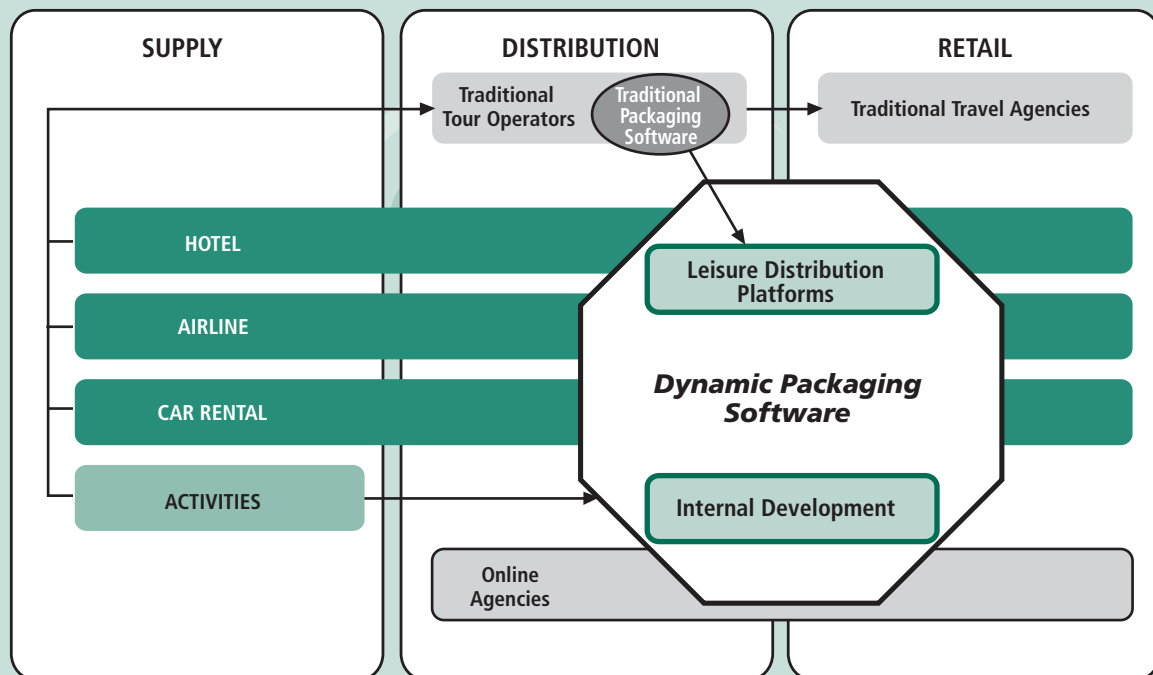 SUPPLY
DISTRIBUTION
RETAIL
Traditional
Tour Operators
Traditional
Packaging
Software
Traditional Travel Agencies
HOTEL
Leisure Distribution
Platforms
AIRLINE
Dynamic Packaging
Software
CAR RENTAL
ACTIVITIES
Internal Development
Online
Agencies